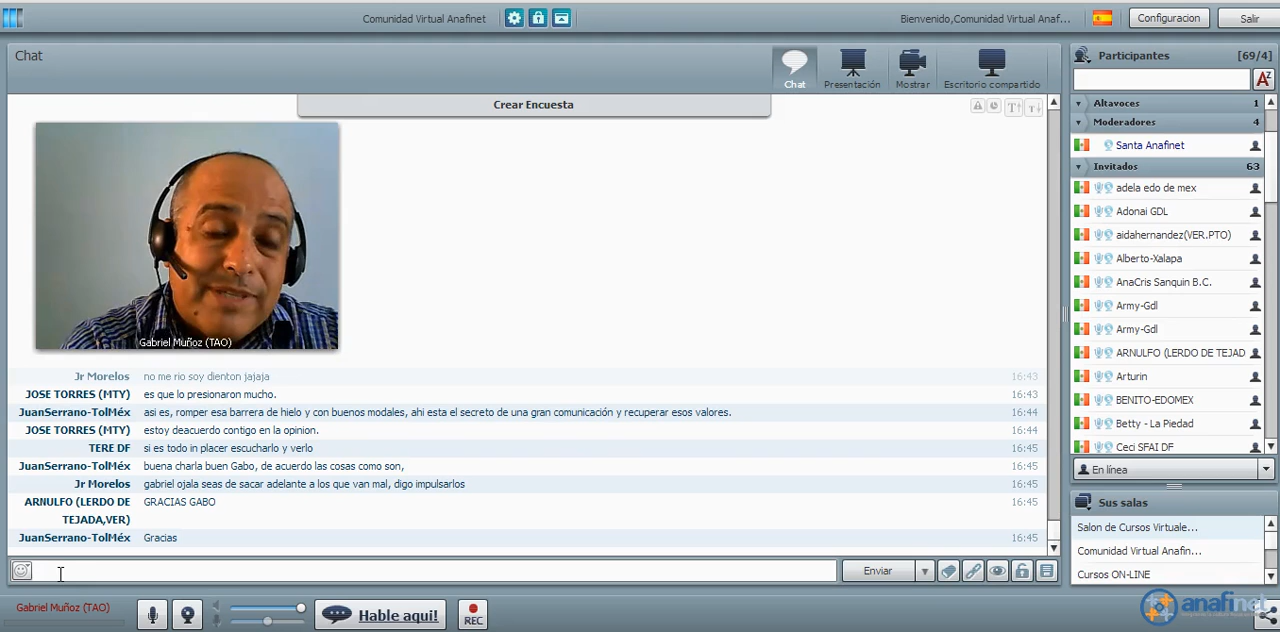 Comunidad Virtual Anafinet
Bienvenido,Comunidad Virtual Anaf...
Configuracion
Salir
Chat
Chat
Presentación
Mostrar
Escritorio compartido
Participantes
[69/4]
Crear Encuesta
Altavoces 1
Moderadores 4
Santa Anafinet
Invitados 63
adela edo de mex
Adonai GDL
aidahernandez(VER.PTO)
Alberto-Xalapa
AnaCris Sanquin B.C.
Army-Gdl
Army-Gdl
ARNULFO (LERDO DE TEJAD
Arturin
BENITO-EDOMEX
Betty - La Piedad
Ceci SFAI DF
En línea
Sus salas
Salon de Cursos Virtuale...
Comunidad Virtual Anafin...
Cursos ON-LINE
Gabriel Muñoz (TAO)
Jr Morelos no me rio soy dienton jajaja 16:43
JOSE TORRES (MTY) es que lo presionaron mucho. 16:43
JuanSerrano-TolMéx asi es, romper esa barrera de hielo y con buenos modales, ahi esta el secreto de una gran comunicación y recuperar esos valores. 16:44
JOSE TORRES (MTY) estoy deacuerdo contigo en la opinion. 16:44
TERE DF si es todo in placer escucharlo y verlo 16:45
JuanSerrano-TolMéx buena charla buen Gabo, de acuerdo las cosas como son, 16:45
Jr Morelos gabriel ojala seas de sacar adelante a los que van mal, digo impulsarlos 16:45
ARNULFO (LERDO DE GRACIAS GABO 16:45
TEJADA,VER)
JuanSerrano-TolMéx Gracias 16:45
Enviar
Gabriel Muñoz (TAO)
Hable aqui!
REC
anafinet